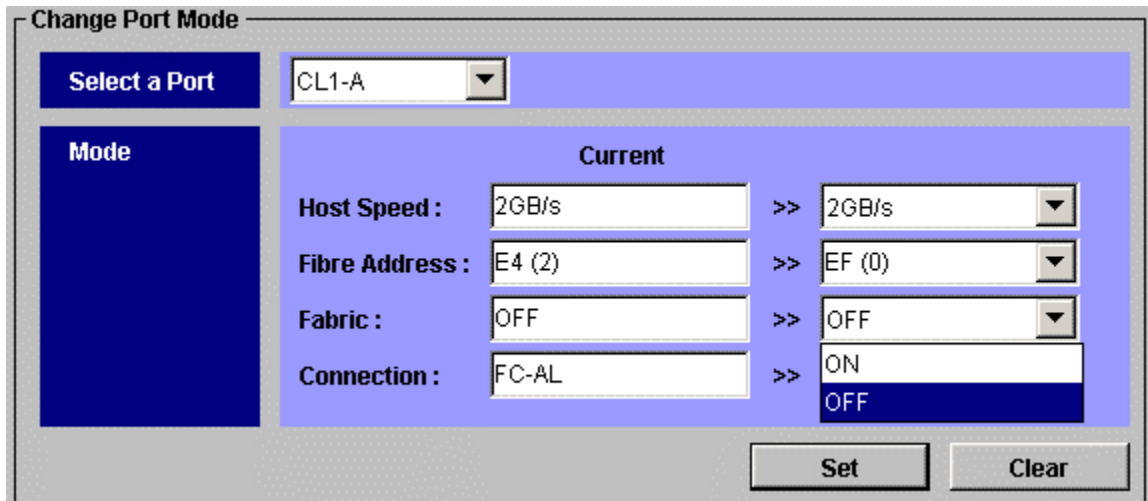 Change Port Mode
Select a Port CL1-A
Mode
Current
Host Speed : 2GB/s >> 2GB/s
Fibre Address : E4 (2) >> EF (0)
Fabric : OFF >> OFF
Connection : FC-AL >> ON
OFF
Set Clear